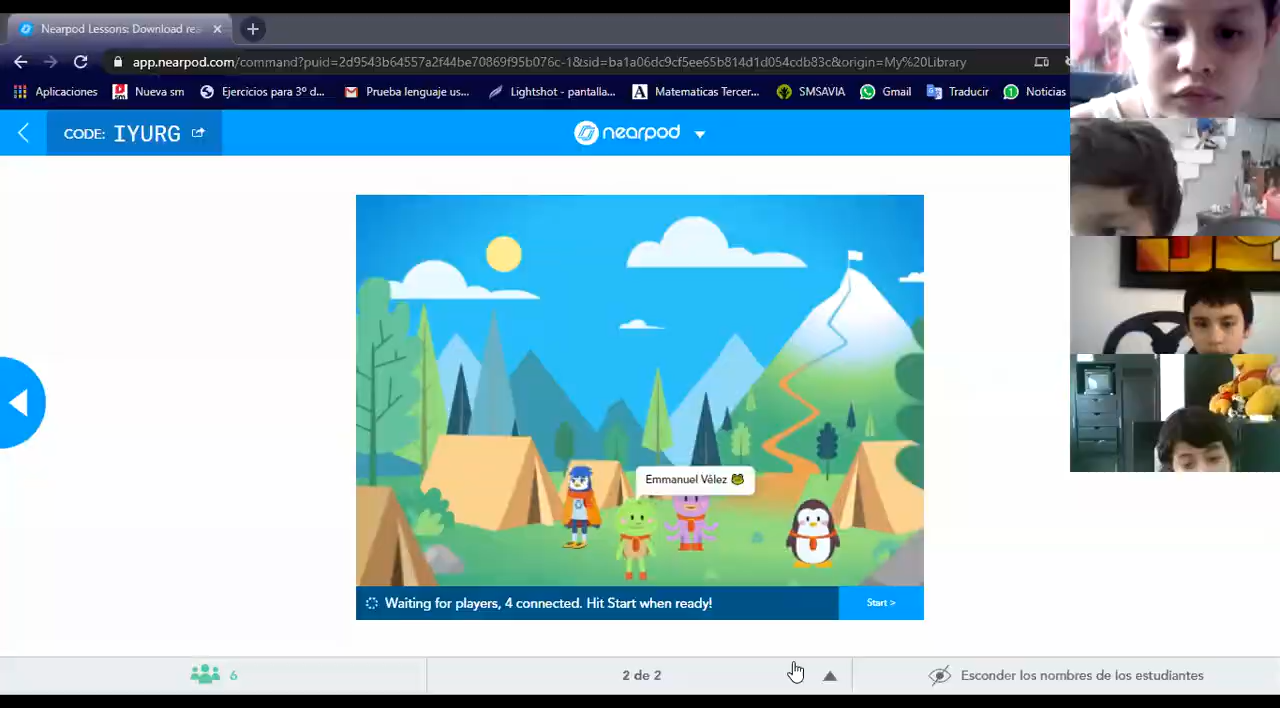 Nearpod Lessons: Download re
app.nearpod.com/command?puid=2d9543b64557a2f44be70869f95b076c-1&sid=ba1a06dc9cf5ee65b814d1d054cdb83c&origin=My%20Library
Aplicaciones Nueva sm Ejercicios para 3º d... Prueba lenguaje us... Lightshot - pantalla... Matematicas Tercer... SMSAVIA Gmail Traducir Noticias
CODE: IYURG nearpod
Emmanuel Vélez
Waiting for players, 4 connected. Hit Start when ready! Start >
6 2 de 2 Esconder los nombres de los estudiantes